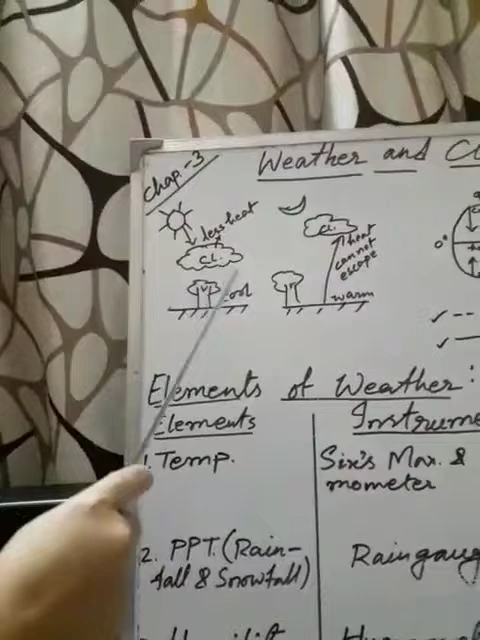 Chap.-3
Weather and Cl
less heat
CL.
cool
CL.
heat
cannot
escape
warm
0°
Elements of Weather:
Elements
Instrume
1. Temp.
Six's Max. &
mometer
2. PPT. (Rain-
fall & Snowfall)
Raingaug